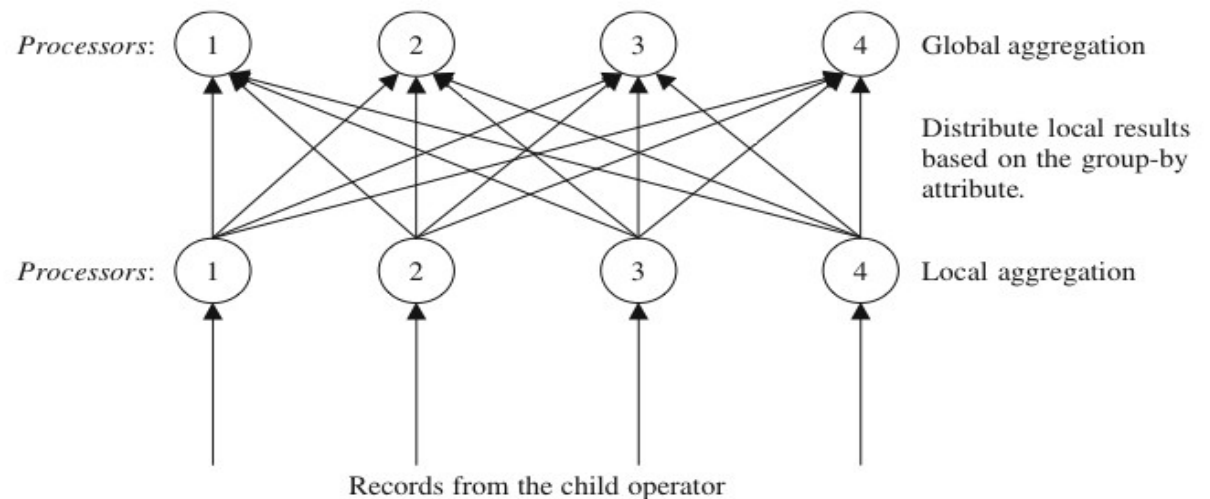 Processors: 1 2 3 4 Global aggregation
Distribute local results
based on the group-by
attribute.
Processors: 1 2 3 4 Local aggregation
Records from the child operator